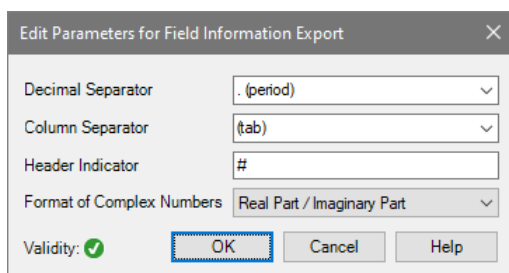 Edit Parameters for Field Information Export
Decimal Separator . (period)
Column Separator (tab)
Header Indicator #
Format of Complex Numbers Real Part / Imaginary Part
Validity: OK Cancel Help